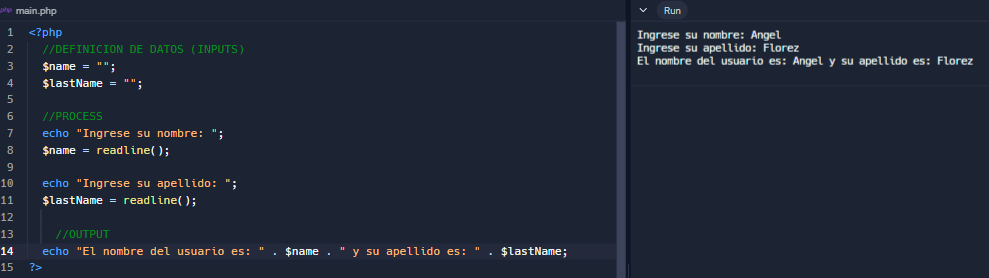 php main.php
1 <?php
2 //DEFINICION DE DATOS (INPUTS)
3 $name = "";
4 $lastName = "";
5
6 //PROCESS
7 echo "Ingrese su nombre: ";
8 $name = readline();
9
10 echo "Ingrese su apellido: ";
11 $lastName = readline();
12
13 //OUTPUT
14 echo "El nombre del usuario es: " . $name . " y su apellido es: " . $lastName;
15 ?>
Run
Ingrese su nombre: Angel
Ingrese su apellido: Florez
El nombre del usuario es: Angel y su apellido es: Florez